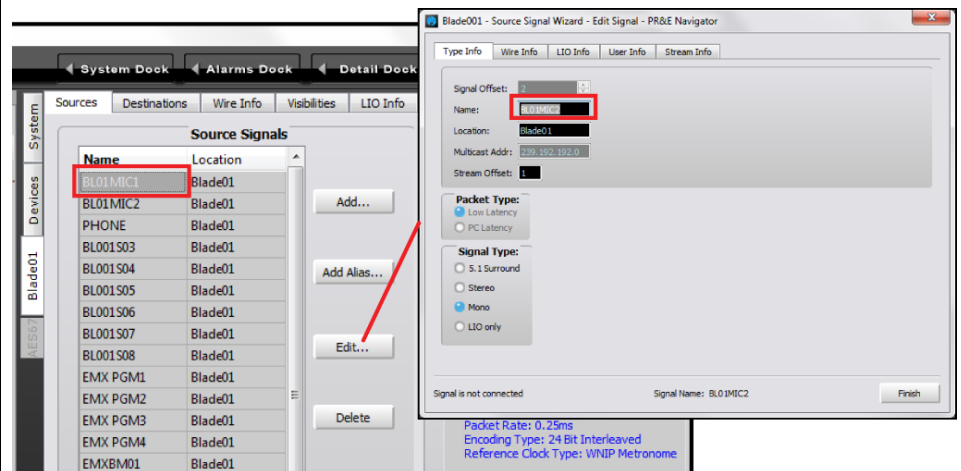 Blade001 - Source Signal Wizard - Edit Signal - PR&E Navigator
Type Info Wire Info LIO Info User Info Stream Info
Signal Offset: 2
Name: BL01MIC2
Location: Blade01
Multicast Addr: 239.192.192.0
Stream Offset: 1
Packet Type:
Low Latency
PC Latency
Signal Type:
5.1 Surround
Stereo
Mono
LIO only
Signal is not connected Signal Name: BL01MIC2 Finish
System Dock Alarms Dock Detail Dock
System
Devices
Blade01
AES67
Sources Destinations Wire Info Visibilities LIO Info
Source Signals
Name Location
BL01MIC1 Blade01
BL01MIC2 Blade01
PHONE Blade01
BL001S03 Blade01
BL001S04 Blade01
BL001S05 Blade01
BL001S06 Blade01
BL001S07 Blade01
BL001S08 Blade01
EMX PGM1 Blade01
EMX PGM2 Blade01
EMX PGM3 Blade01
EMX PGM4 Blade01
EMXBM01 Blade01
Add...
Add Alias...
Edit...
Delete
Packet Rate: 0.25ms
Encoding Type: 24 Bit Interleaved
Reference Clock Type: WNIP Metronome